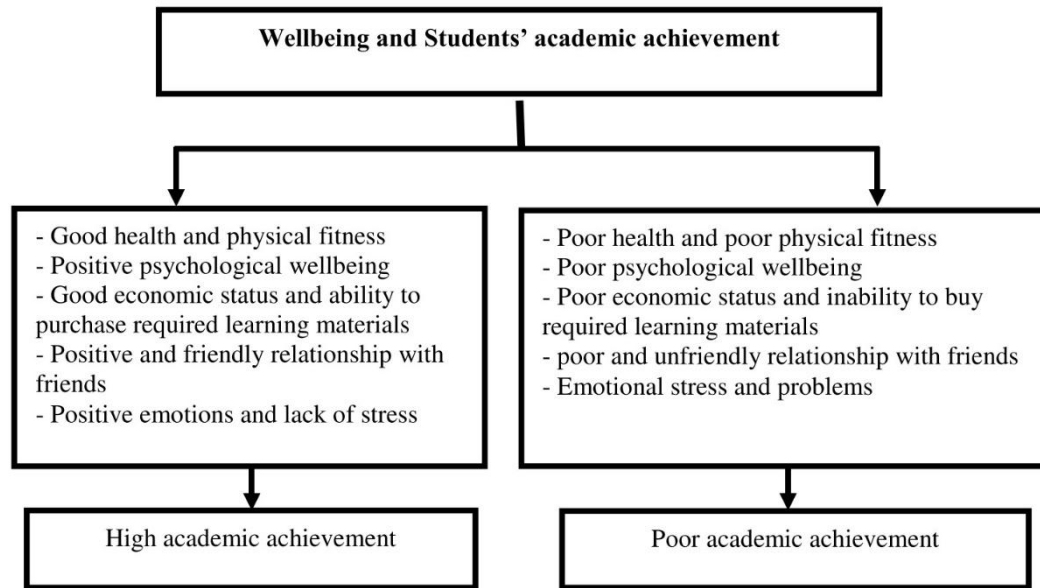 Wellbeing and Students’ academic achievement
- Good health and physical fitness
- Positive psychological wellbeing
- Good economic status and ability to
purchase required learning materials
- Positive and friendly relationship with
friends
- Positive emotions and lack of stress
- Poor health and poor physical fitness
- Poor psychological wellbeing
- Poor economic status and inability to buy
required learning materials
- poor and unfriendly relationship with friends
- Emotional stress and problems
High academic achievement
Poor academic achievement